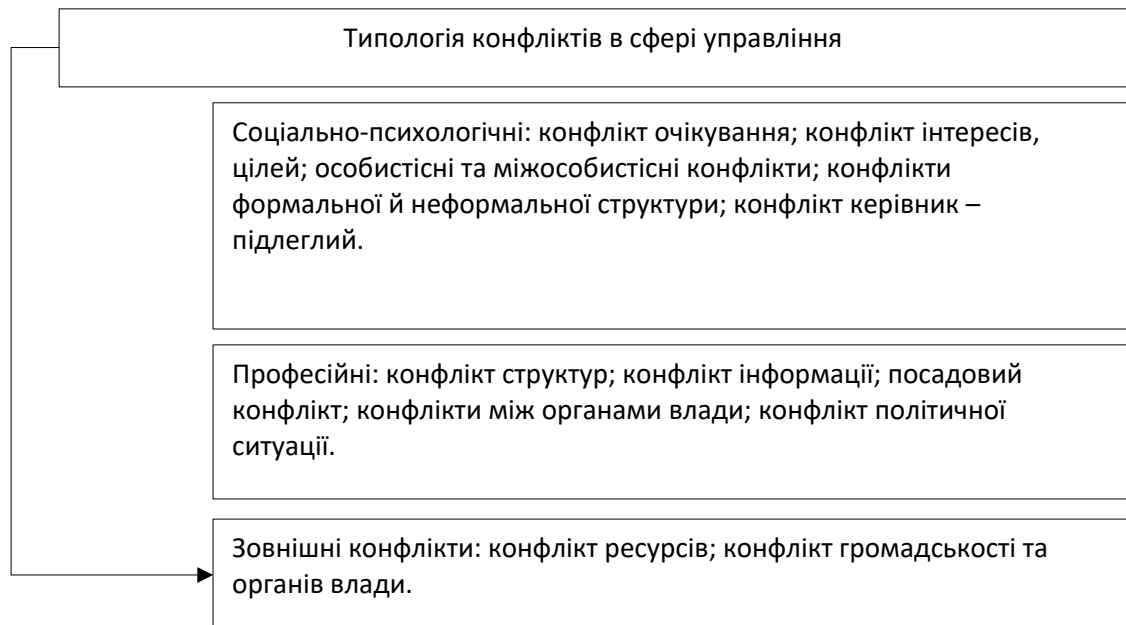 Типологія конфліктів в сфері управління
Соціально-психологічні: конфлікт очікування; конфлікт інтересів,
цілей; особистісні та міжособистісні конфлікти; конфлікти
формальної й неформальної структури; конфлікт керівник –
підлеглий.
Професійні: конфлікт структур; конфлікт інформації; посадовий
конфлікт; конфлікти між органами влади; конфлікт політичної
ситуації.
Зовнішні конфлікти: конфлікт ресурсів; конфлікт громадськості та
органів влади.